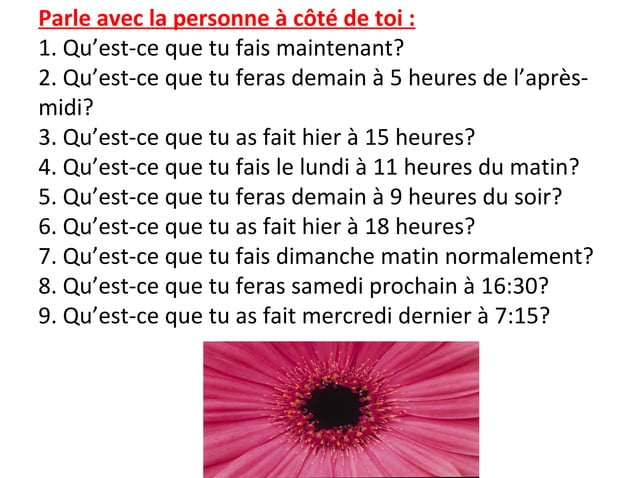 Parle avec la personne à côté de toi :
1. Qu’est-ce que tu fais maintenant?
2. Qu’est-ce que tu feras demain à 5 heures de l’après-
midi?
3. Qu’est-ce que tu as fait hier à 15 heures?
4. Qu’est-ce que tu fais le lundi à 11 heures du matin?
5. Qu’est-ce que tu feras demain à 9 heures du soir?
6. Qu’est-ce que tu as fait hier à 18 heures?
7. Qu’est-ce que tu fais dimanche matin normalement?
8. Qu’est-ce que tu feras samedi prochain à 16:30?
9. Qu’est-ce que tu as fait mercredi dernier à 7:15?